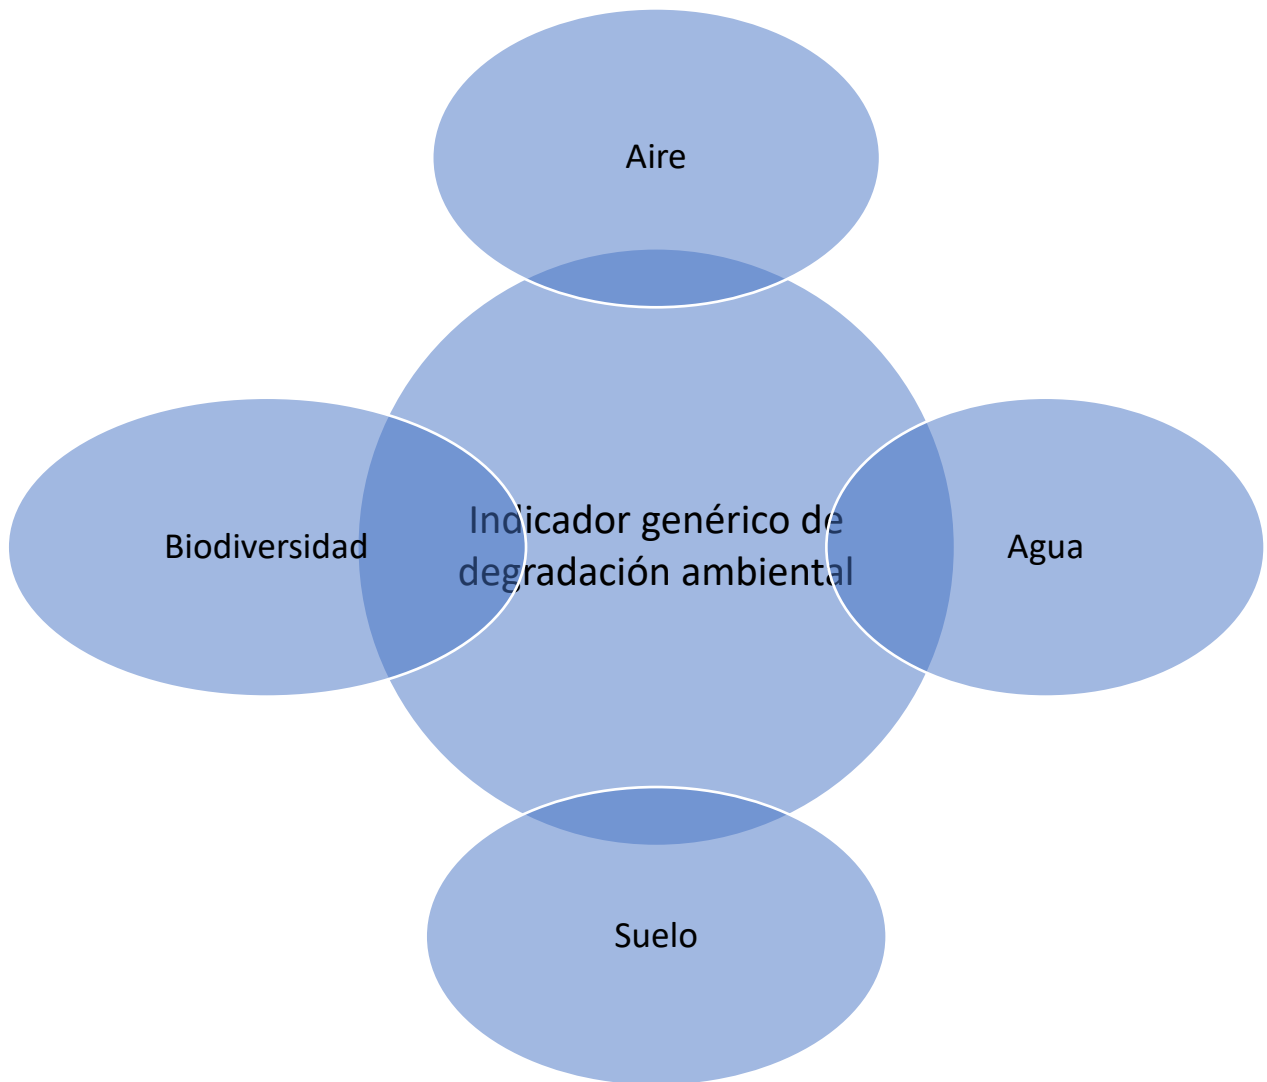 Aire
Biodiversidad
Indicador genérico de
degradación ambiental
Agua
Suelo